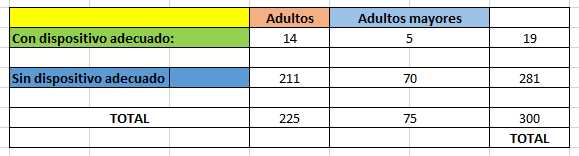 Adultos Adultos mayores
Con dispositivo adecuado: 14 5 19
Sin dispositivo adecuado 211 70 281
TOTAL 225 75 300
TOTAL